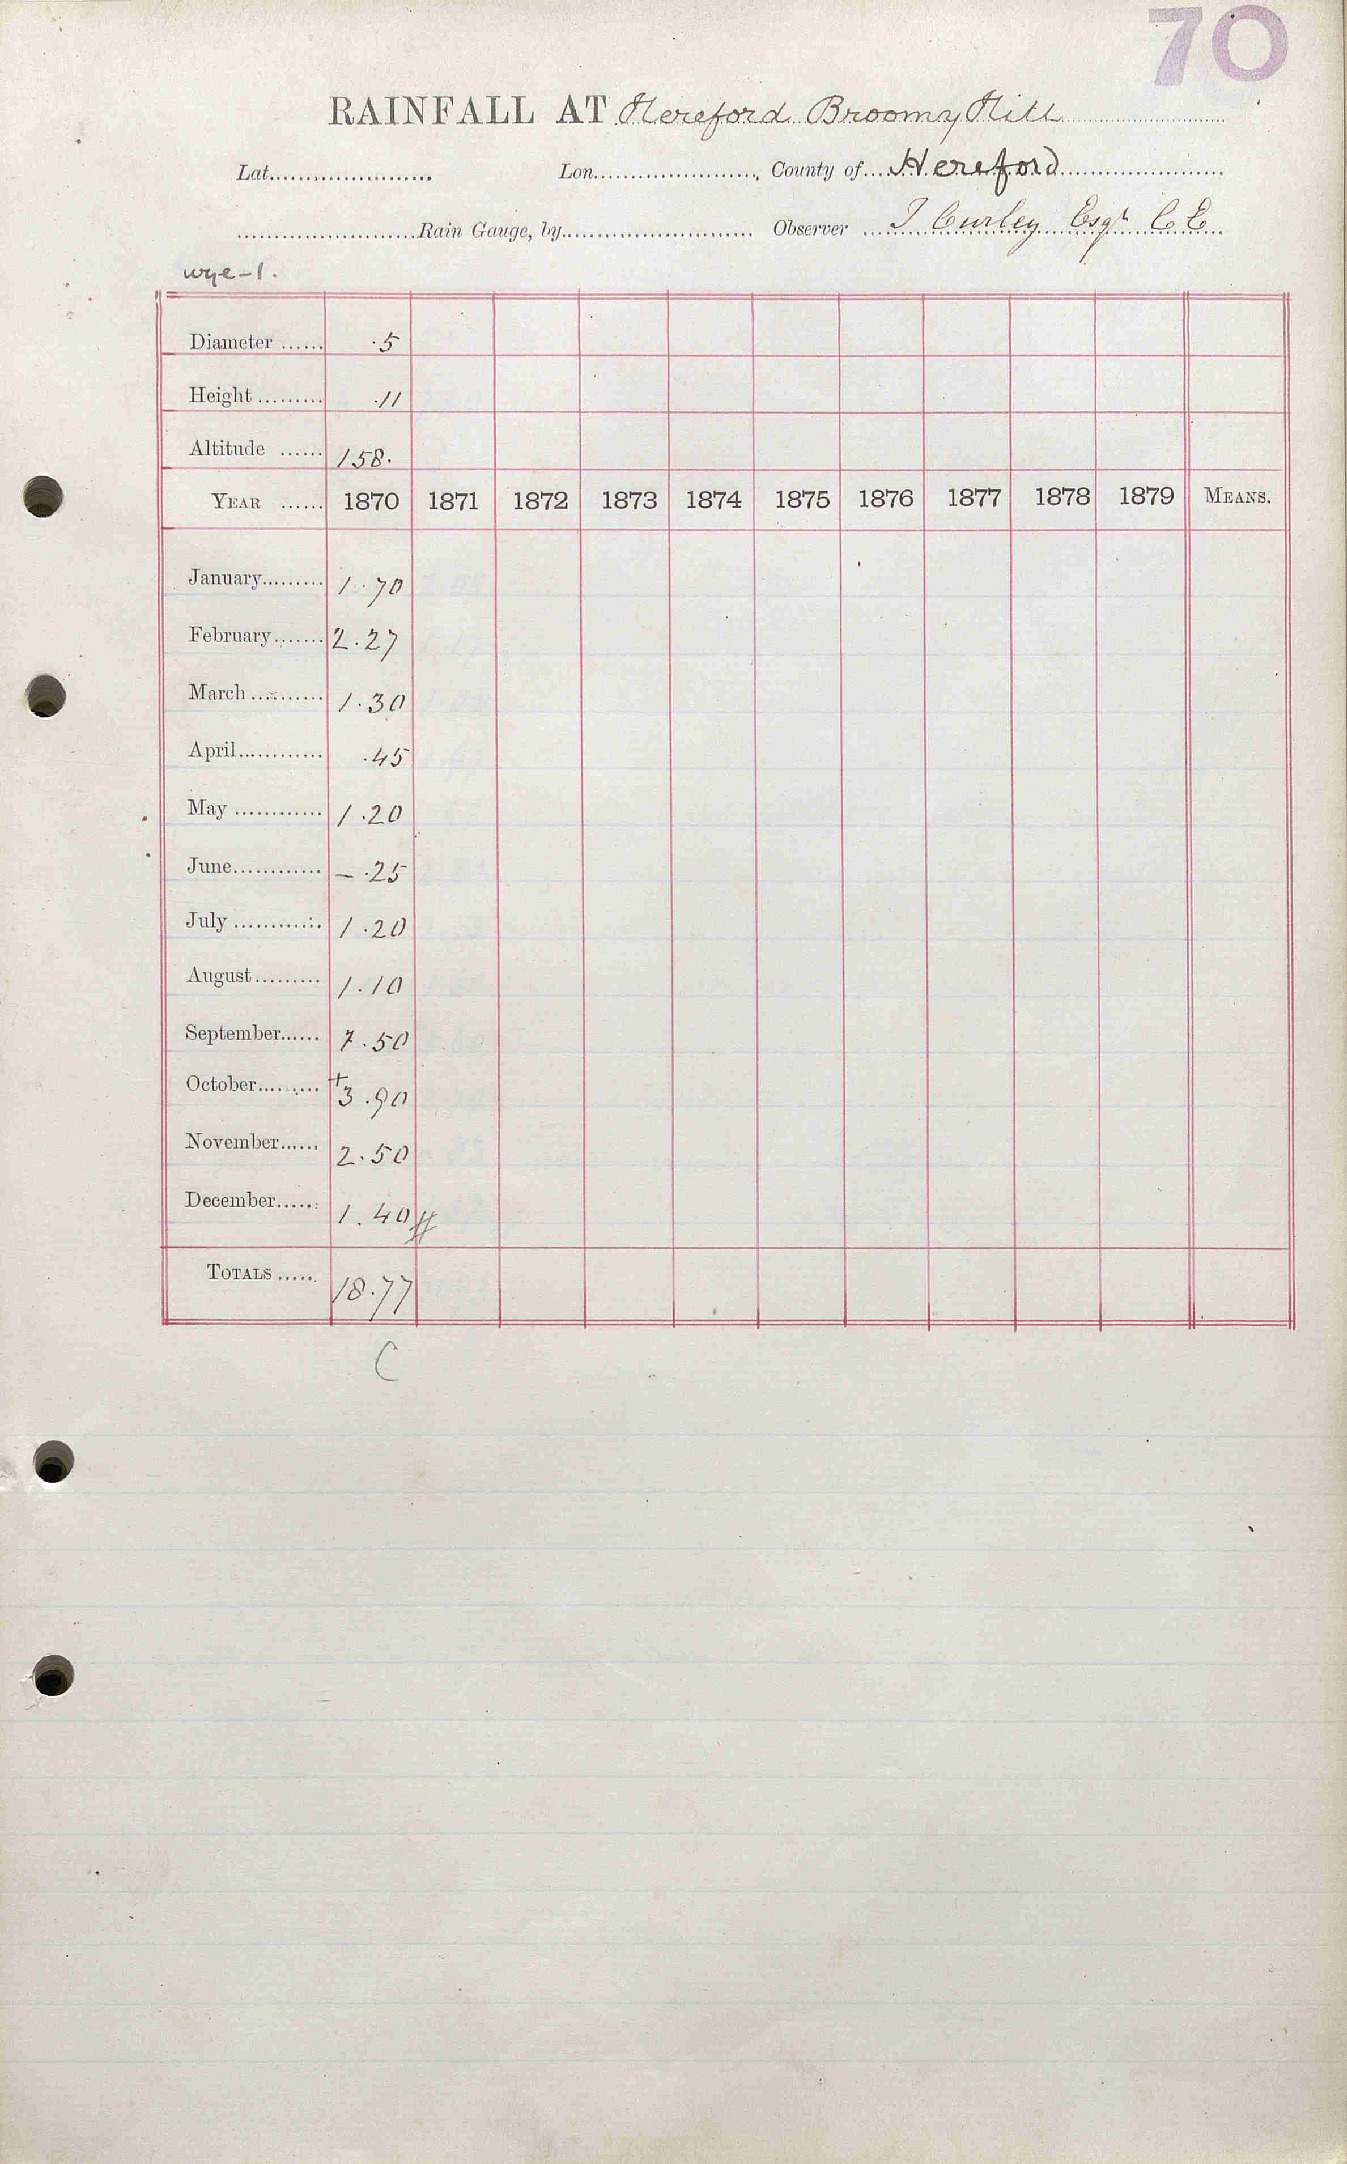 70
RAINFALL AT Hereford Broomy Hill
Lat. Lon. County of Hereford
Rain Gauge, by Observer J Curley Esqr C E
wye-1.
Diameter ...... .5
Height ......... .11
Altitude ...... 158.
YEAR ...... 1870 1871 1872 1873 1874 1875 1876 1877 1878 1879 MEANS.
January......... 1.70
February....... 2.27
March .......... 1.30
April............ .45
May ............ 1.20
June............ - .25
July ............ 1.20
August......... 1.10
September...... 1.50
October......... +3.90
November...... 2.50
December...... 1.40 #
TOTALS ..... 18.77
C